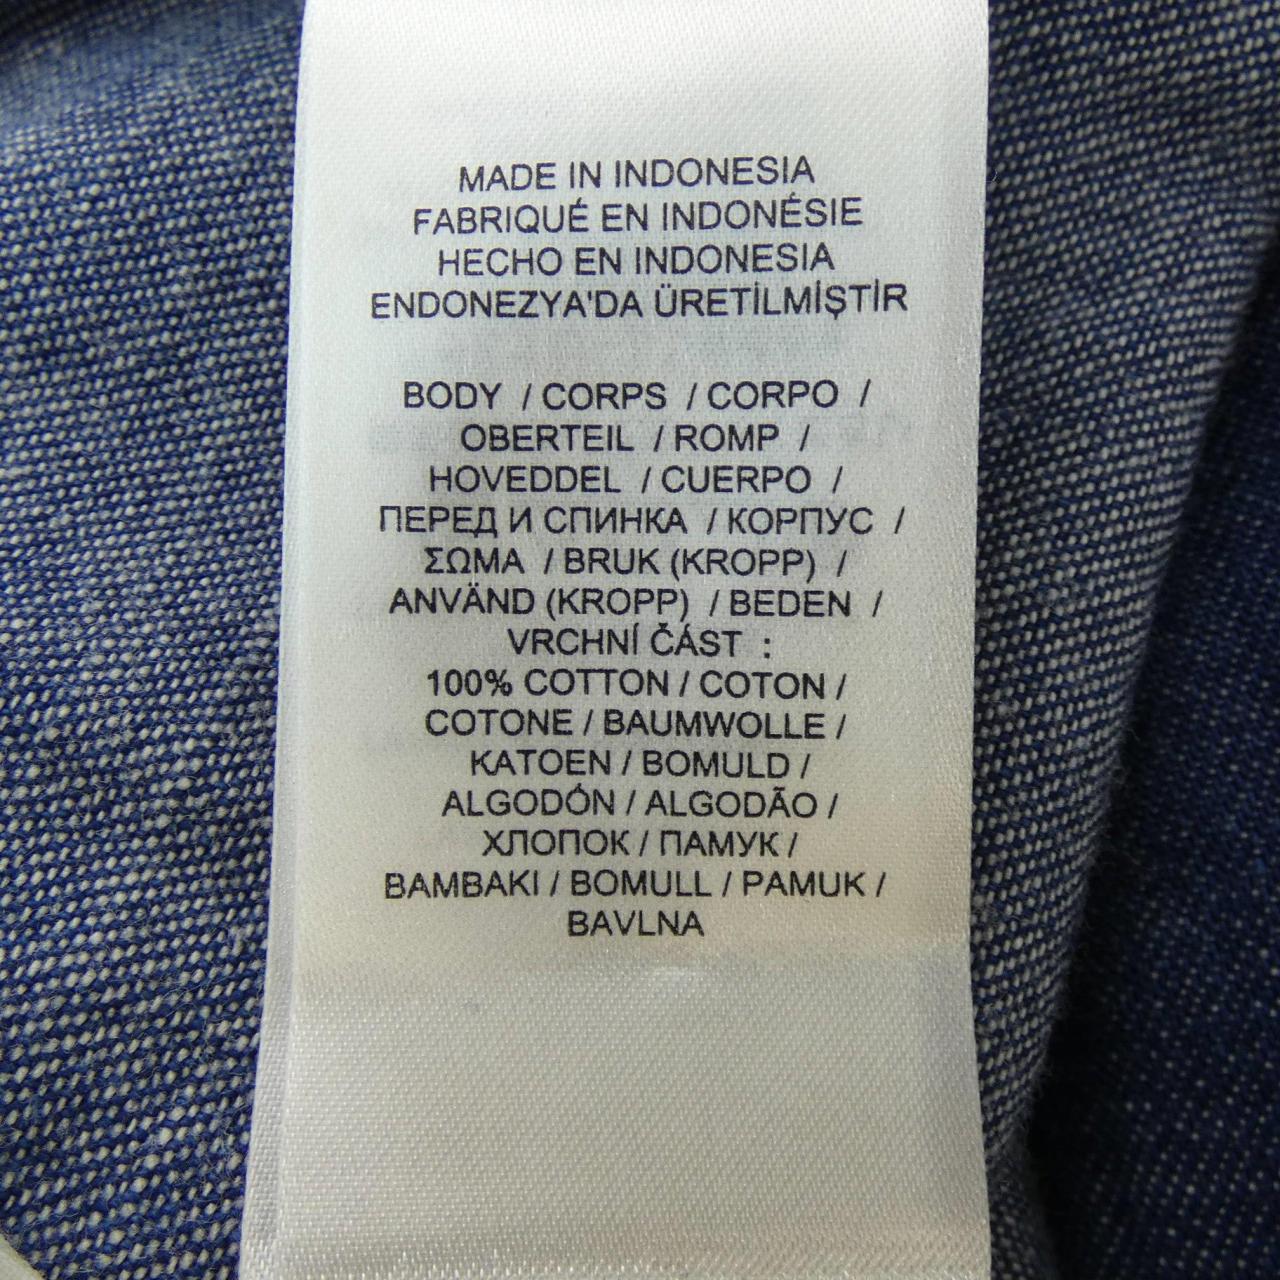 MADE IN INDONESIA
FABRIQUÉ EN INDONÉSIE
HECHO EN INDONESIA
ENDONEZYA'DA ÜRETİLMİŞTİR
BODY / CORPS / CORPO /
OBERTEIL / ROMP /
HOVEDDEL / CUERPO /
ПЕРЕД И СПИНКА / КОРПУС /
ΣΩΜΑ / BRUK (KROPP) /
ANVÄND (KROPP) / BEDEN /
VRCHNÍ ČÁST :
100% COTTON / COTON /
COTONE / BAUMWOLLE /
KATOEN / BOMULD /
ALGODÓN / ALGODÃO /
ХЛОПОК / ПАМУК /
BAMBAKI / BOMULL / PAMUK /
BAVLNA